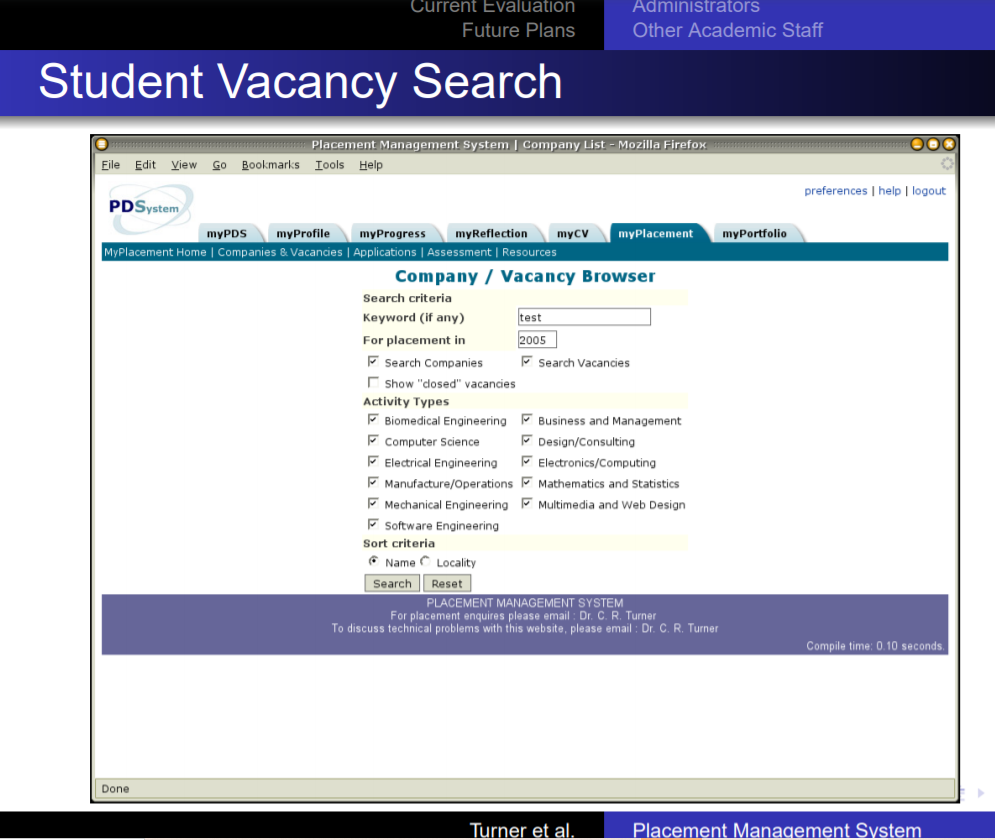 Current Evaluation Administrators
Future Plans Other Academic Staff
Student Vacancy Search
Placement Management System | Company List - Mozilla Firefox
File Edit View Go Bookmarks Tools Help
preferences | help | logout
PDSystem
myPDS myProfile myProgress myReflection myCV myPlacement myPortfolio
MyPlacement Home | Companies & Vacancies | Applications | Assessment | Resources
Company / Vacancy Browser
Search criteria
Keyword (if any) test
For placement in 2005
Search Companies Search Vacancies
Show "closed" vacancies
Activity Types
Biomedical Engineering Business and Management
Computer Science Design/Consulting
Electrical Engineering Electronics/Computing
Manufacture/Operations Mathematics and Statistics
Mechanical Engineering Multimedia and Web Design
Software Engineering
Sort criteria
Name Locality
Search Reset
PLACEMENT MANAGEMENT SYSTEM
For placement enquires please email : Dr. C. R. Turner
To discuss technical problems with this website, please email : Dr. C. R. Turner
Compile time: 0.10 seconds.
Done
Turner et al. Placement Management System